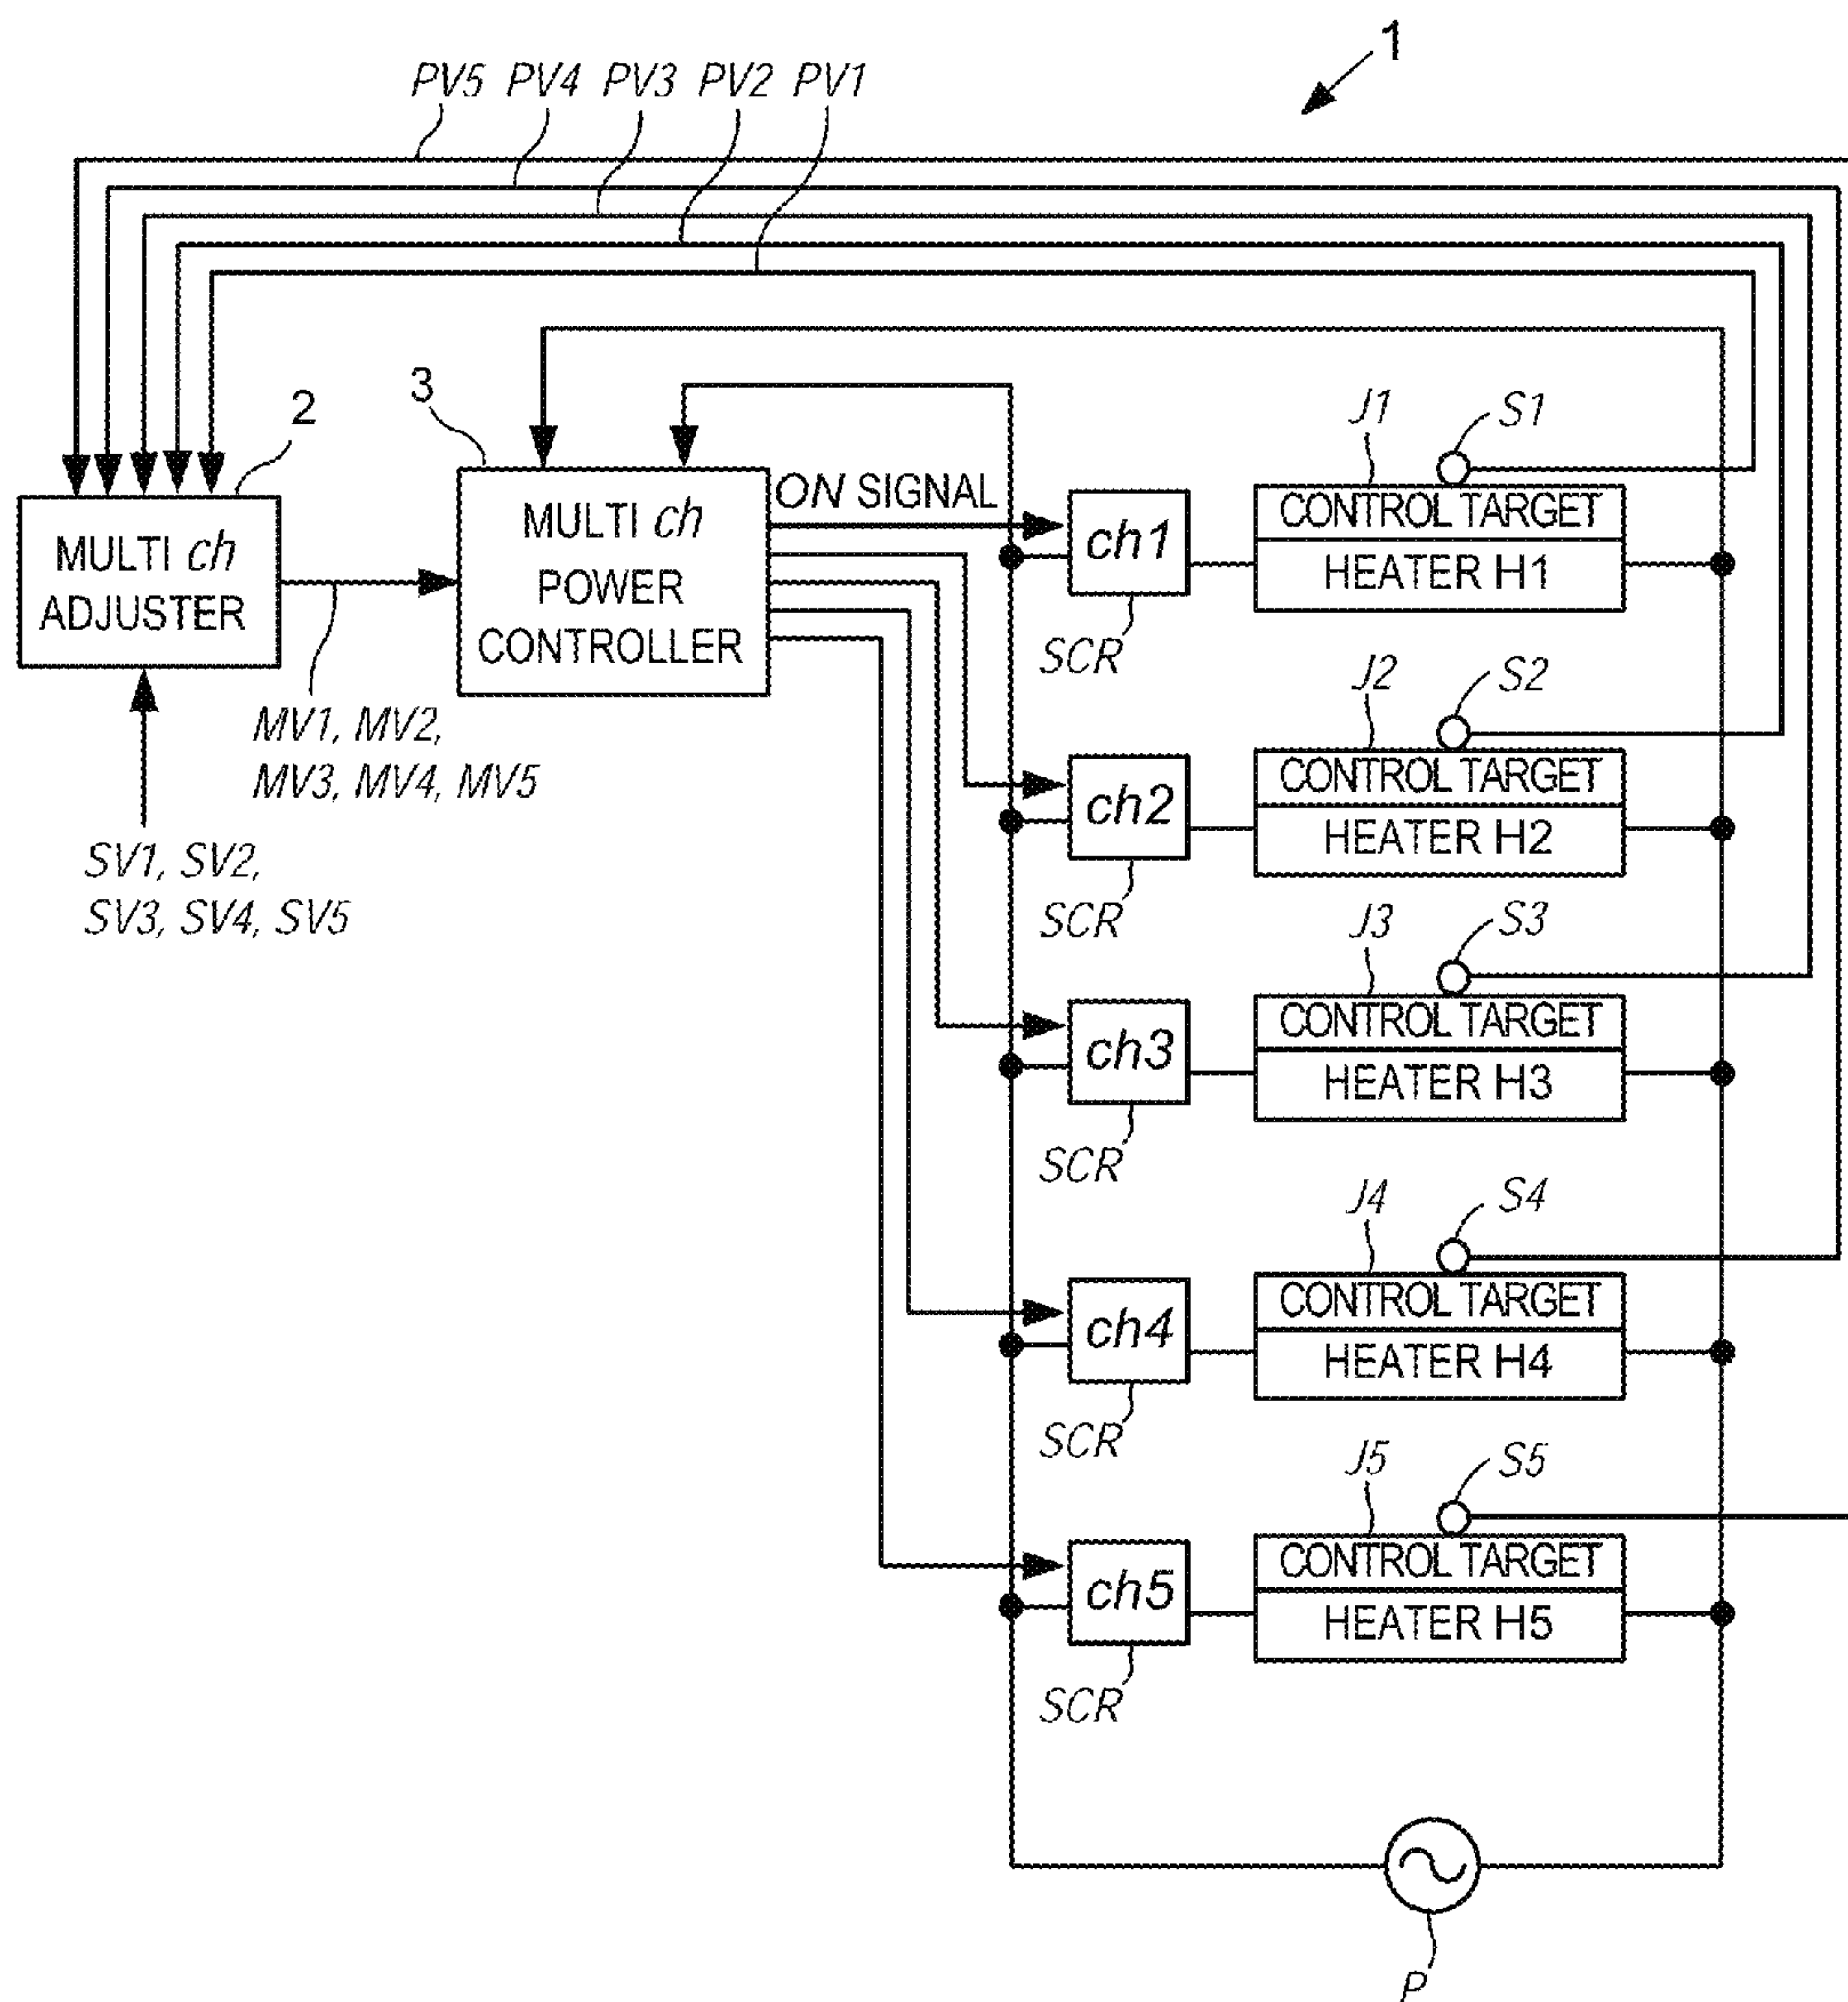 1
PV5 PV4 PV3 PV2 PV1
2
3
MULTI ch
ADJUSTER
MULTI ch
POWER
CONTROLLER
ON SIGNAL
MV1, MV2,
MV3, MV4, MV5
SV1, SV2,
SV3, SV4, SV5
ch1
SCR
J1
S1
CONTROL TARGET
HEATER H1
ch2
SCR
J2
S2
CONTROL TARGET
HEATER H2
ch3
SCR
J3
S3
CONTROL TARGET
HEATER H3
ch4
SCR
J4
S4
CONTROL TARGET
HEATER H4
ch5
SCR
J5
S5
CONTROL TARGET
HEATER H5
P